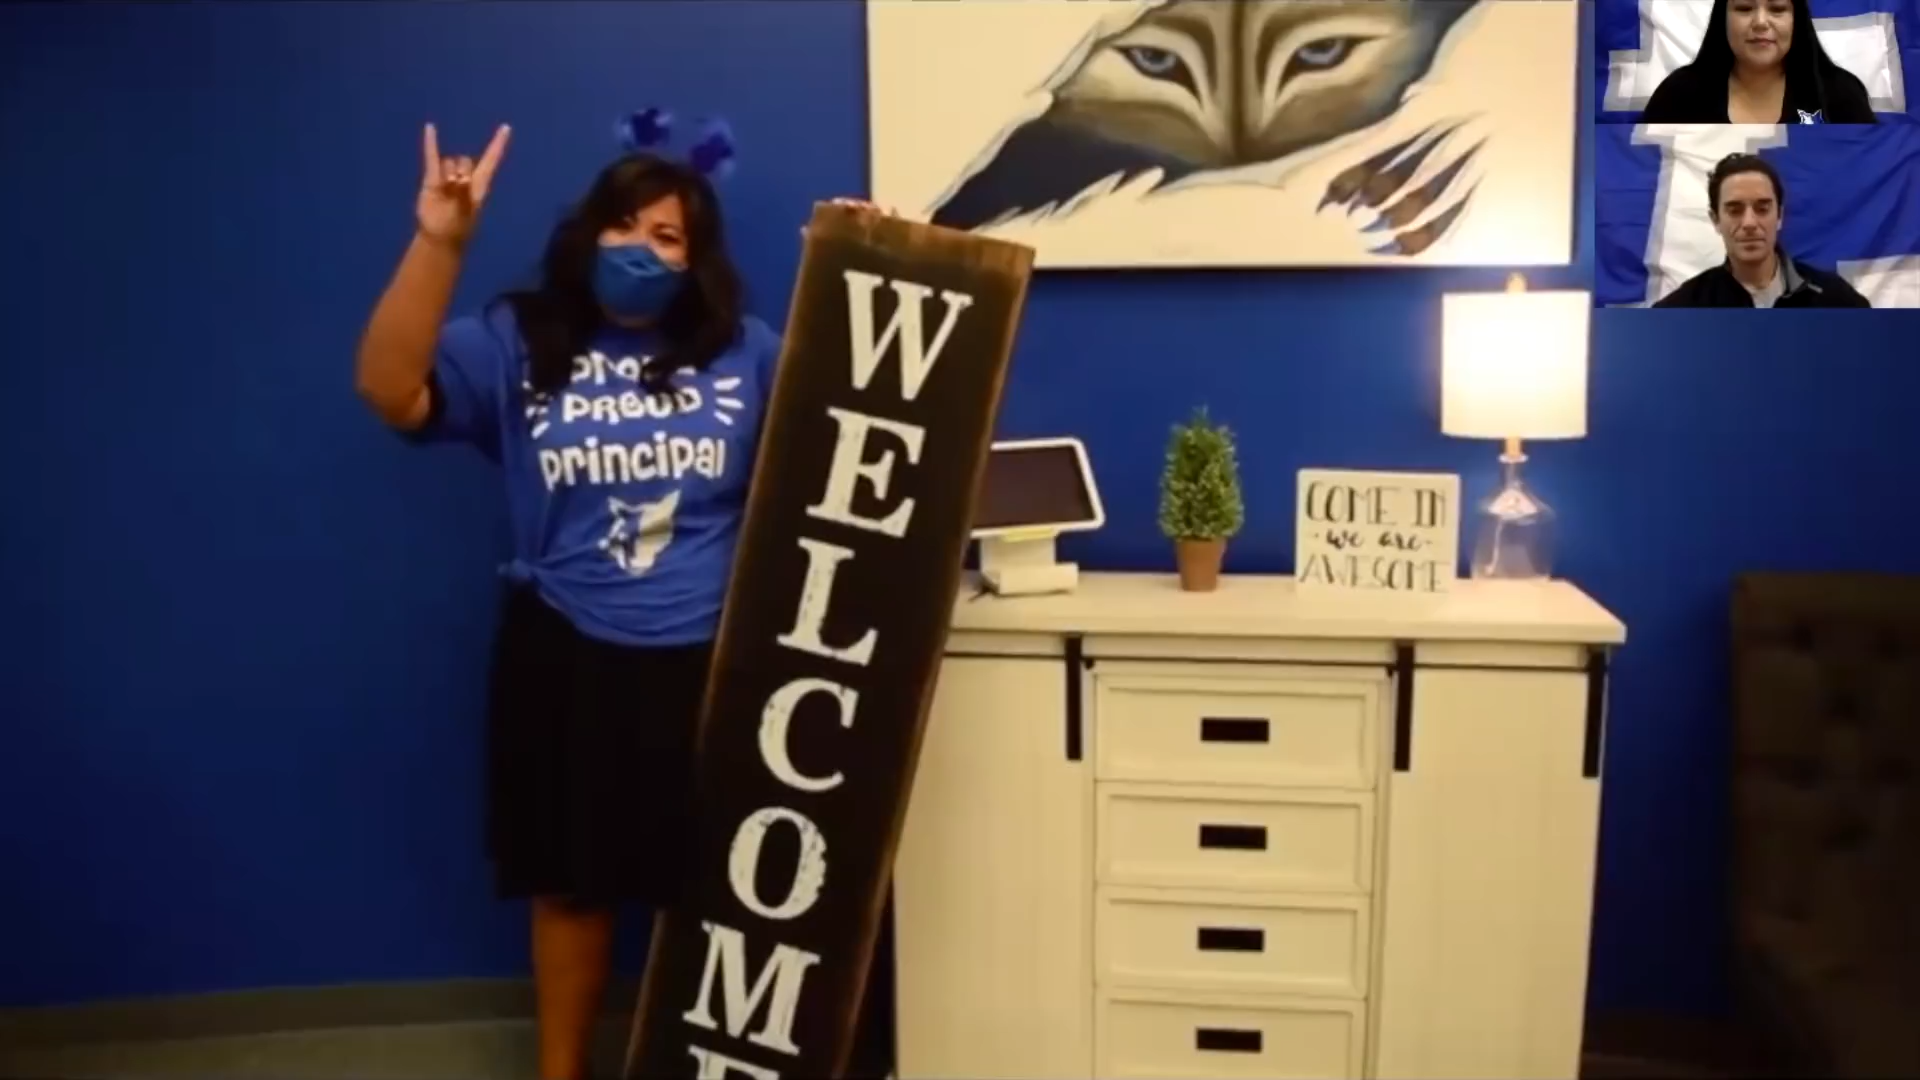 PROUD
principal
WELCOME
COME IN
- we are -
AWESOME